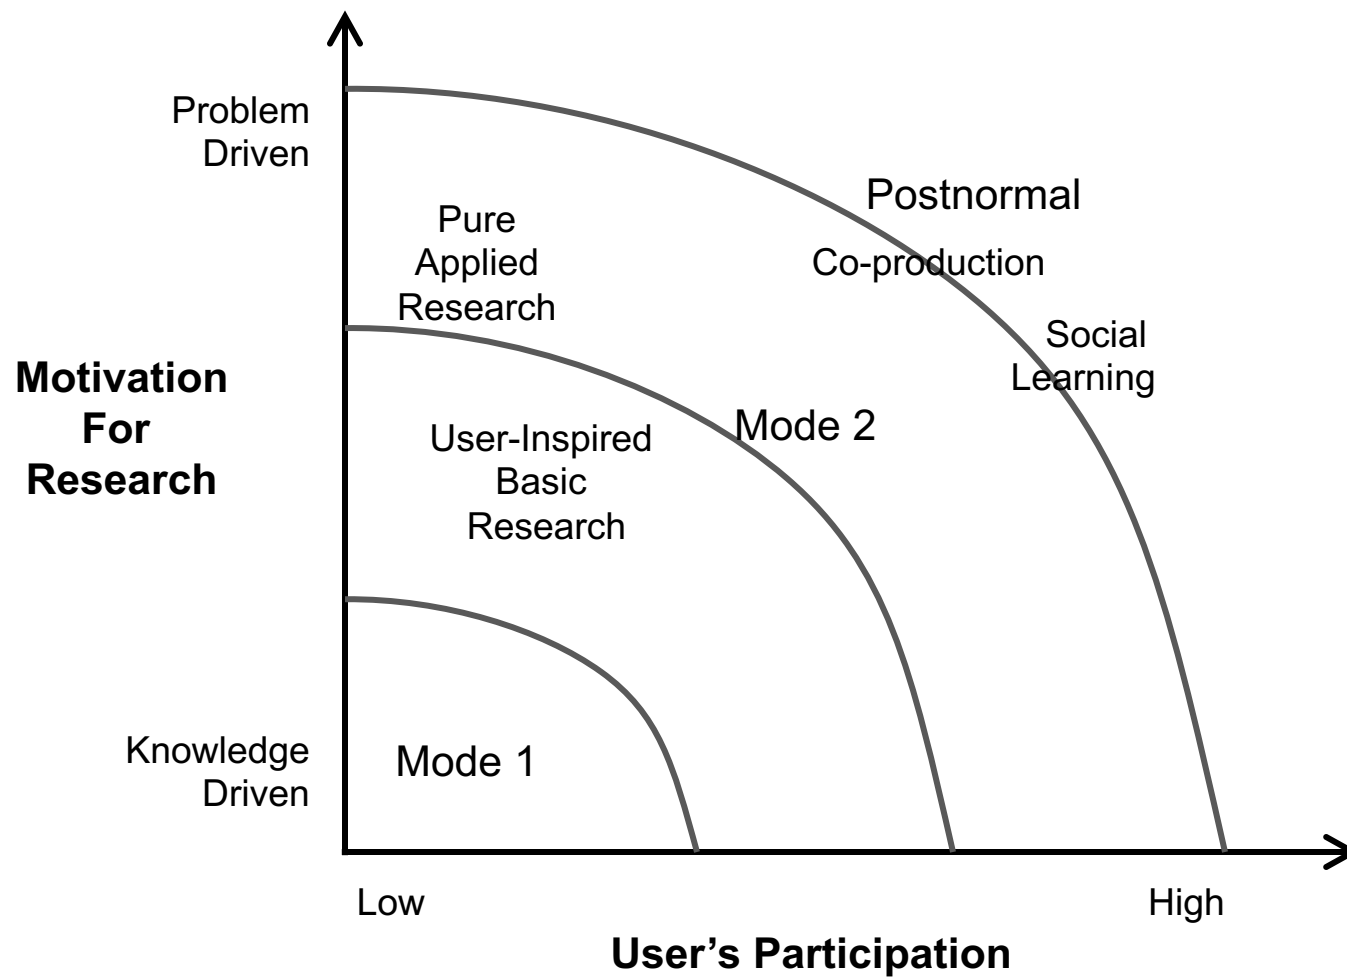 Problem
Driven
Postnormal
Pure
Applied
Research
Co-production
Social
Learning
Motivation
For
Research
Mode 2
User-Inspired
Basic
Research
Knowledge
Driven
Mode 1
Low
High
User’s Participation